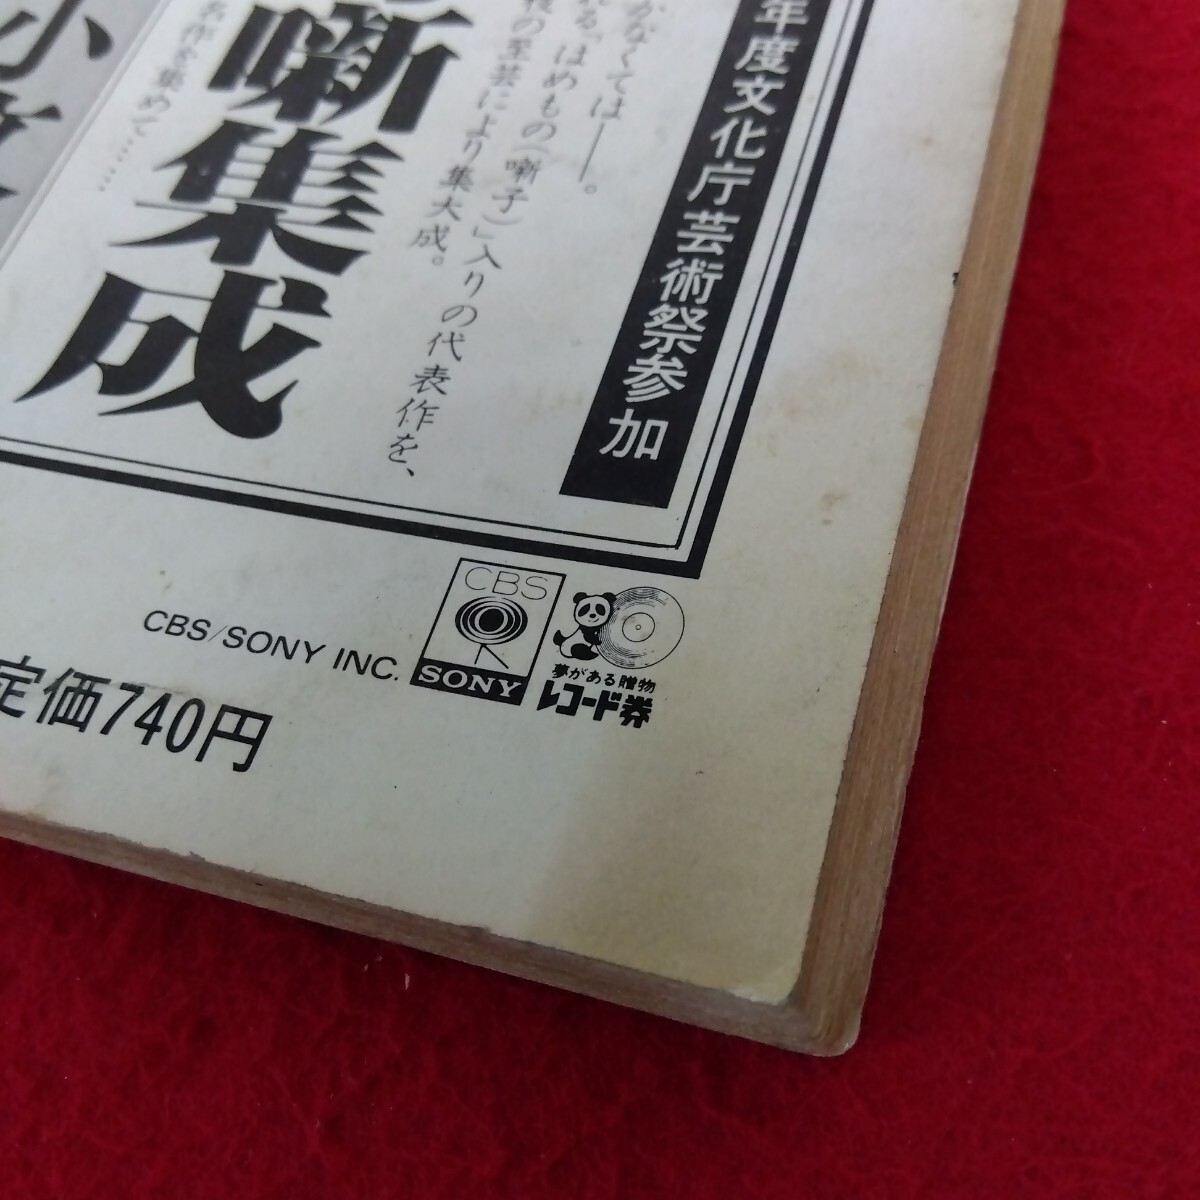 年度文化庁芸術祭参加
かなくては――。
る「はめもの(囃子)」入りの代表作を、
の至芸により集大成。
名作を集めて……
噺集成
小
CBS/SONY INC.
CBS
SONY
夢がある贈物
レコード券
定価740円